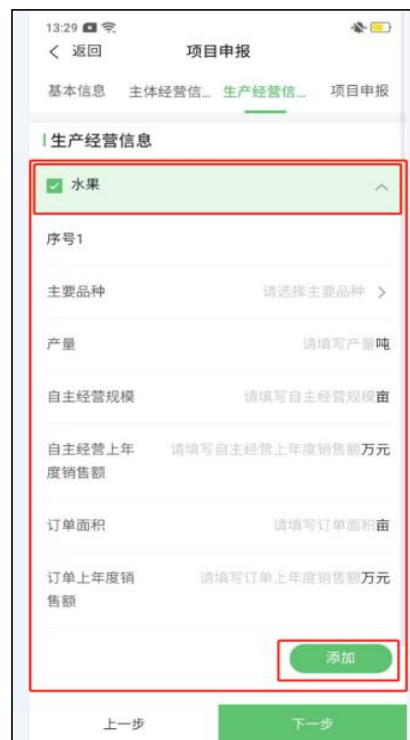 13:29
返回 项目申报
基本信息 主体经营信... 生产经营信... 项目申报
生产经营信息
水果
序号1
主要品种 请选择主要品种
产量 请填写产量吨
自主经营规模 请填写自主经营规模亩
自主经营上年 请填写自主经营上年度销售额万元
度销售额
订单面积 请填写订单面积亩
订单上年度销 请填写订单上年度销售额万元
售额
添加
上一步 下一步